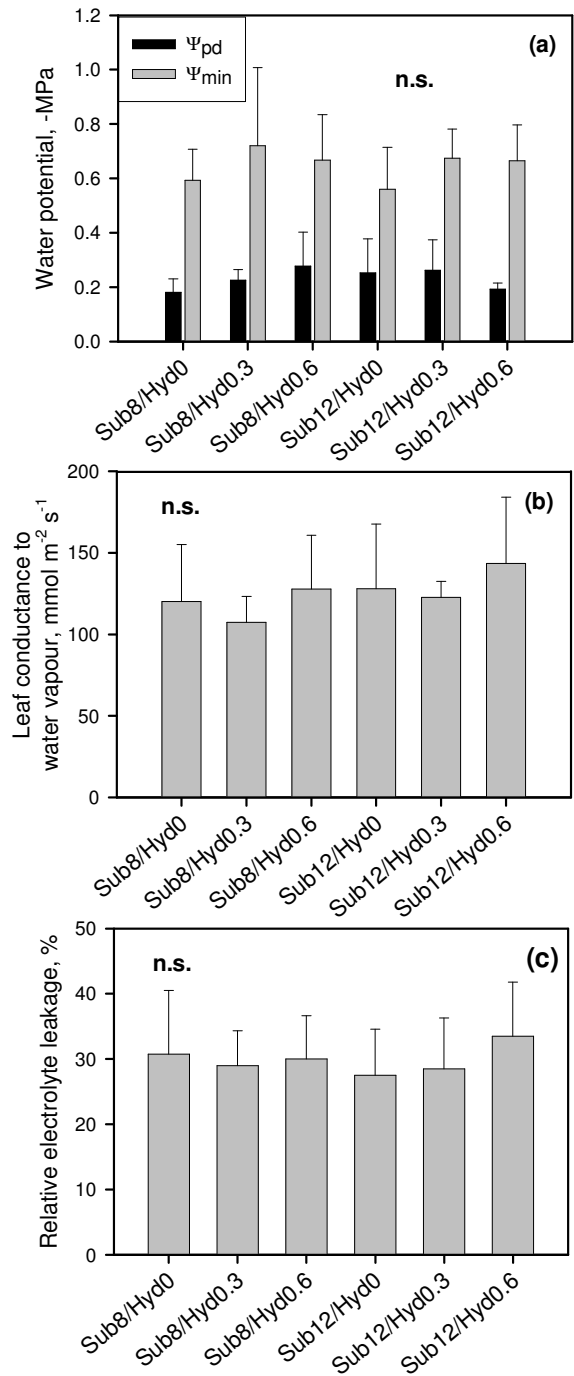 1.2
1.0
0.8
0.6
0.4
0.2
0.0
Water potential, -MPa
Ψpd
Ψmin
(a)
n.s.
Sub8/Hyd0
Sub8/Hyd0.3
Sub8/Hyd0.6
Sub12/Hyd0
Sub12/Hyd0.3
Sub12/Hyd0.6
200
150
100
50
0
Leaf conductance to
water vapour, mmol m-2 s-1
n.s.
(b)
Sub8/Hyd0
Sub8/Hyd0.3
Sub8/Hyd0.6
Sub12/Hyd0
Sub12/Hyd0.3
Sub12/Hyd0.6
50
40
30
20
10
0
Relative electrolyte leakage, %
n.s.
(c)
Sub8/Hyd0
Sub8/Hyd0.3
Sub8/Hyd0.6
Sub12/Hyd0
Sub12/Hyd0.3
Sub12/Hyd0.6